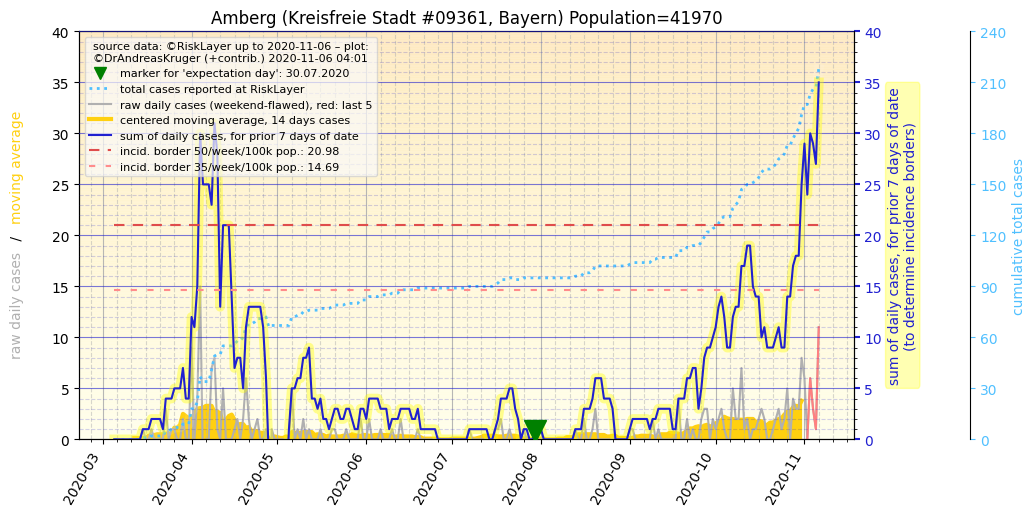 Amberg (Kreisfreie Stadt #09361, Bayern) Population=41970
source data: ©RiskLayer up to 2020-11-06 – plot:
©DrAndreasKruger (+contrib.) 2020-11-06 04:01
marker for 'expectation day': 30.07.2020
total cases reported at RiskLayer
raw daily cases (weekend-flawed), red: last 5
centered moving average, 14 days cases
sum of daily cases, for prior 7 days of date
incid. border 50/week/100k pop.: 20.98
incid. border 35/week/100k pop.: 14.69
raw daily cases / moving average
40
35
30
25
20
15
10
5
0
2020-03
2020-04
2020-05
2020-06
2020-07
2020-08
2020-09
2020-10
2020-11
40
35
30
25
20
15
10
5
0
sum of daily cases, for prior 7 days of date
(to determine incidence borders)
240
210
180
150
120
90
60
30
0
cumulative total cases